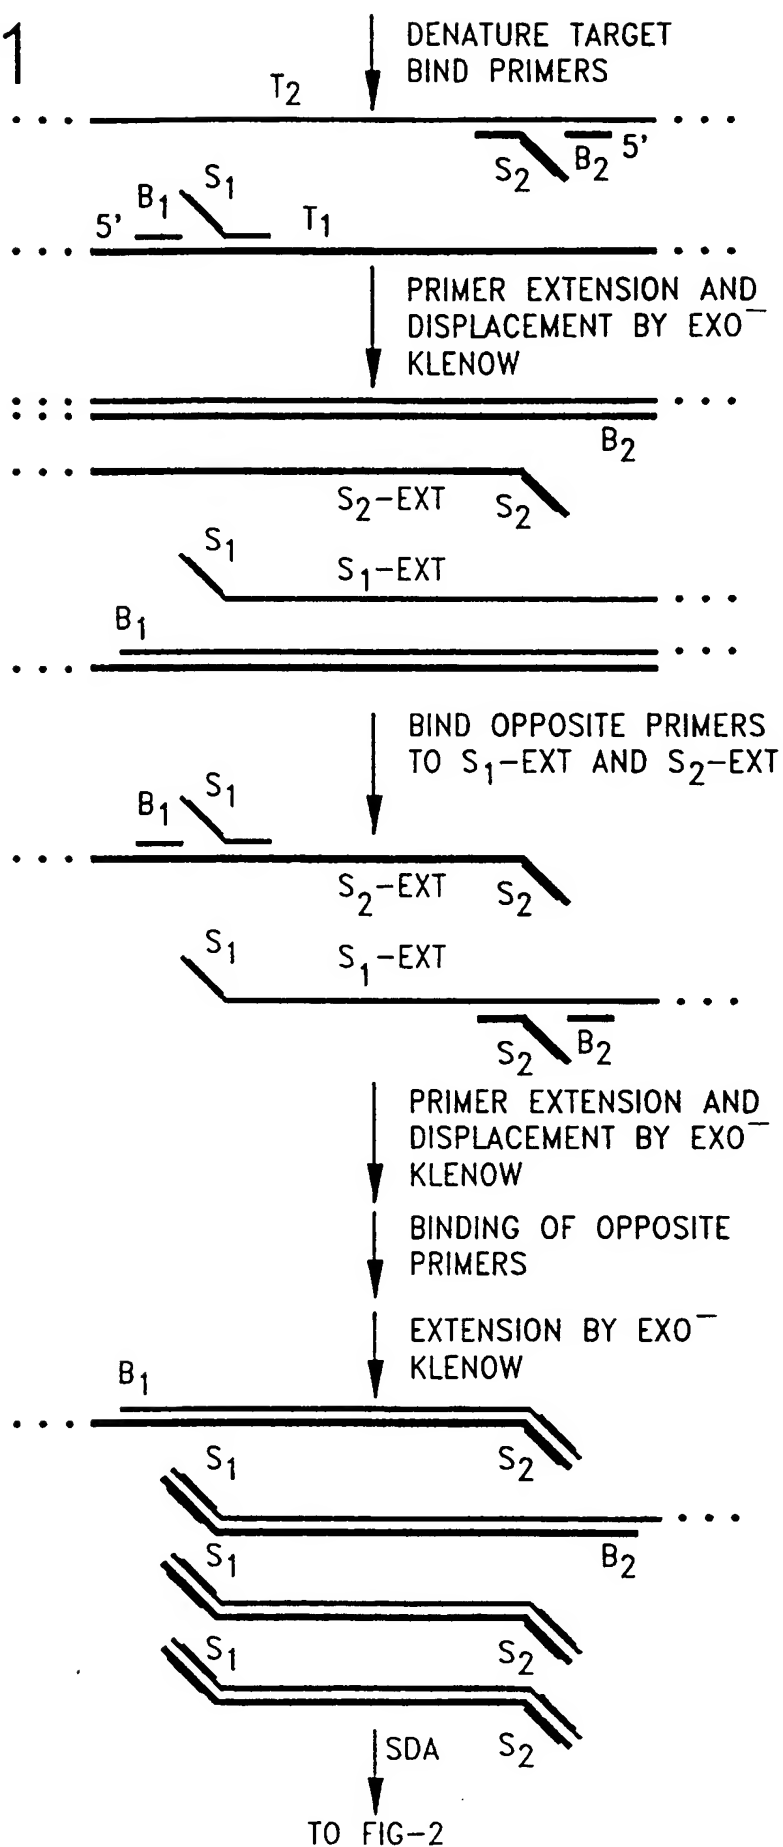 1
DENATURE TARGET
BIND PRIMERS
T2
S2 B2 5'
5' B1 S1 T1
PRIMER EXTENSION AND
DISPLACEMENT BY EXO⁻
KLENOW
B2
S2-EXT S2
S1 S1-EXT
B1
BIND OPPOSITE PRIMERS
TO S1-EXT AND S2-EXT
B1 S1
S2-EXT S2
S1 S1-EXT
S2 B2
PRIMER EXTENSION AND
DISPLACEMENT BY EXO⁻
KLENOW
BINDING OF OPPOSITE
PRIMERS
EXTENSION BY EXO⁻
KLENOW
B1
S1 S2
S1 B2
S1 S2
SDA S2
TO FIG-2